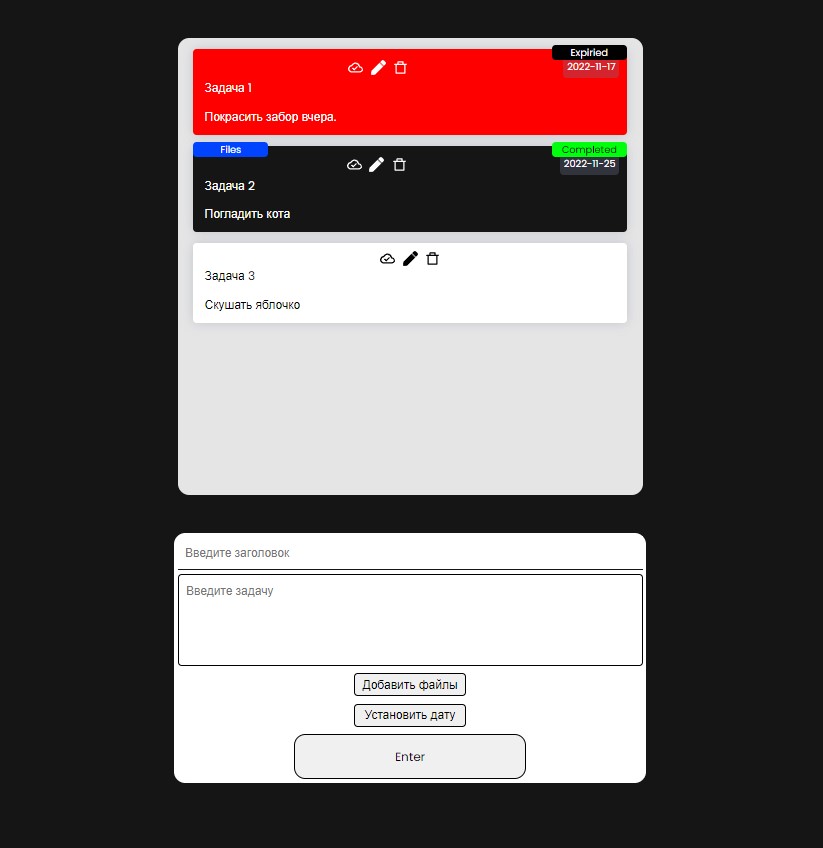 Expiried
2022-11-17
Задача 1
Покрасить забор вчера.
Files
Completed
2022-11-25
Задача 2
Погладить кота
Задача 3
Скушать яблочко
Введите заголовок
Введите задачу
Добавить файлы
Установить дату
Enter